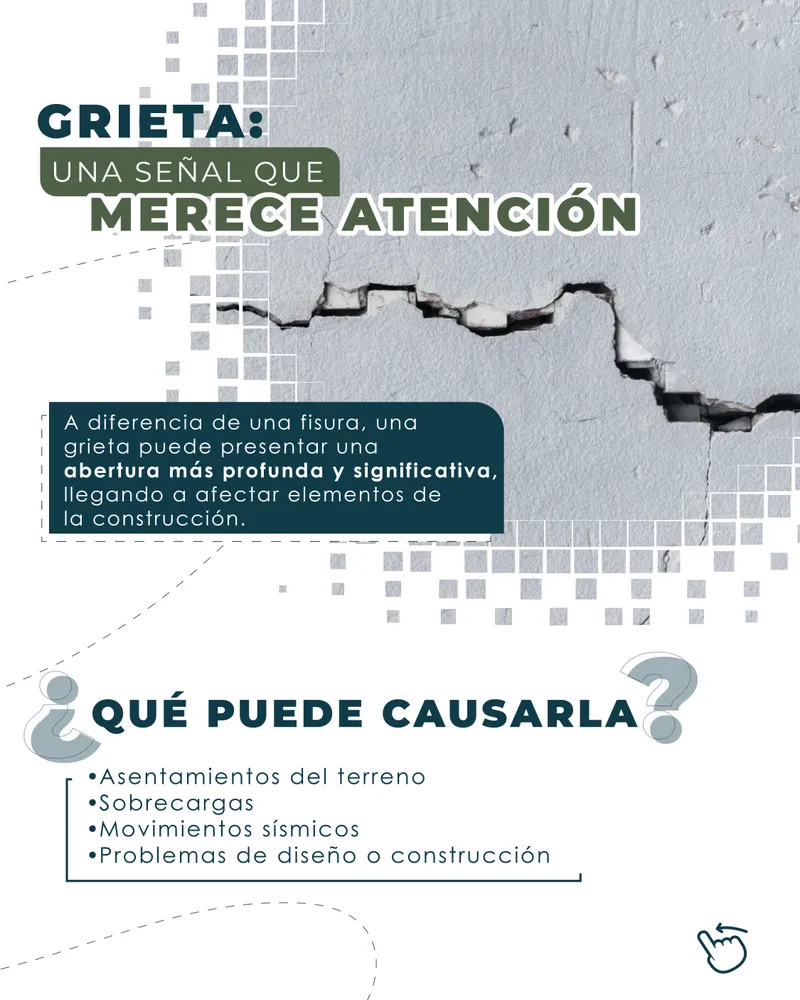 GRIETA:
UNA SEÑAL QUE
MERECE ATENCIÓN
A diferencia de una fisura, una
grieta puede presentar una
abertura más profunda y significativa,
llegando a afectar elementos de
la construcción.
¿QUÉ PUEDE CAUSARLA?
•Asentamientos del terreno
•Sobrecargas
•Movimientos sísmicos
•Problemas de diseño o construcción